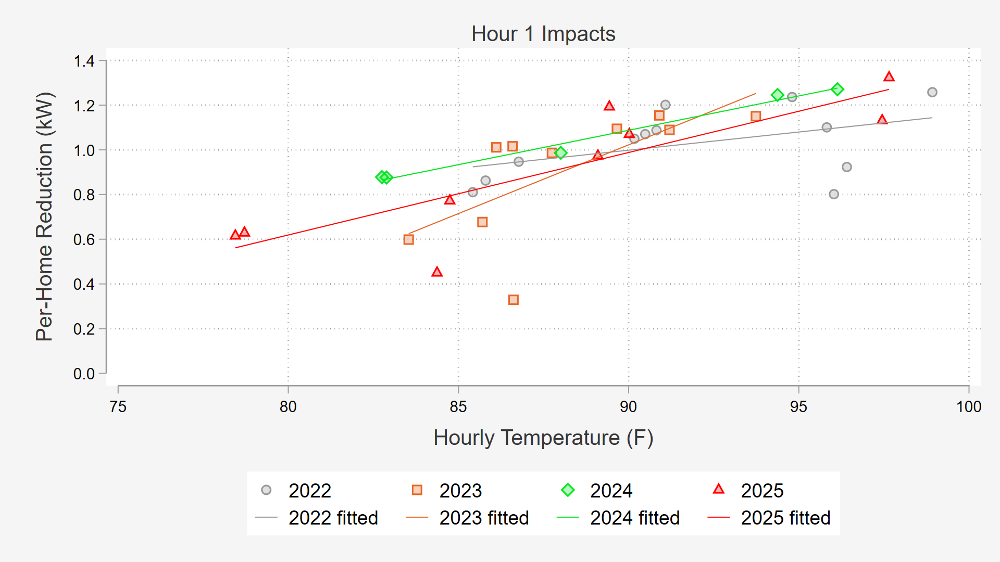 Hour 1 Impacts
Per-Home Reduction (kW)
1.4
1.2
1.0
0.8
0.6
0.4
0.2
0.0
75 80 85 90 95 100
Hourly Temperature (F)
2022 2023 2024 2025
2022 fitted 2023 fitted 2024 fitted 2025 fitted